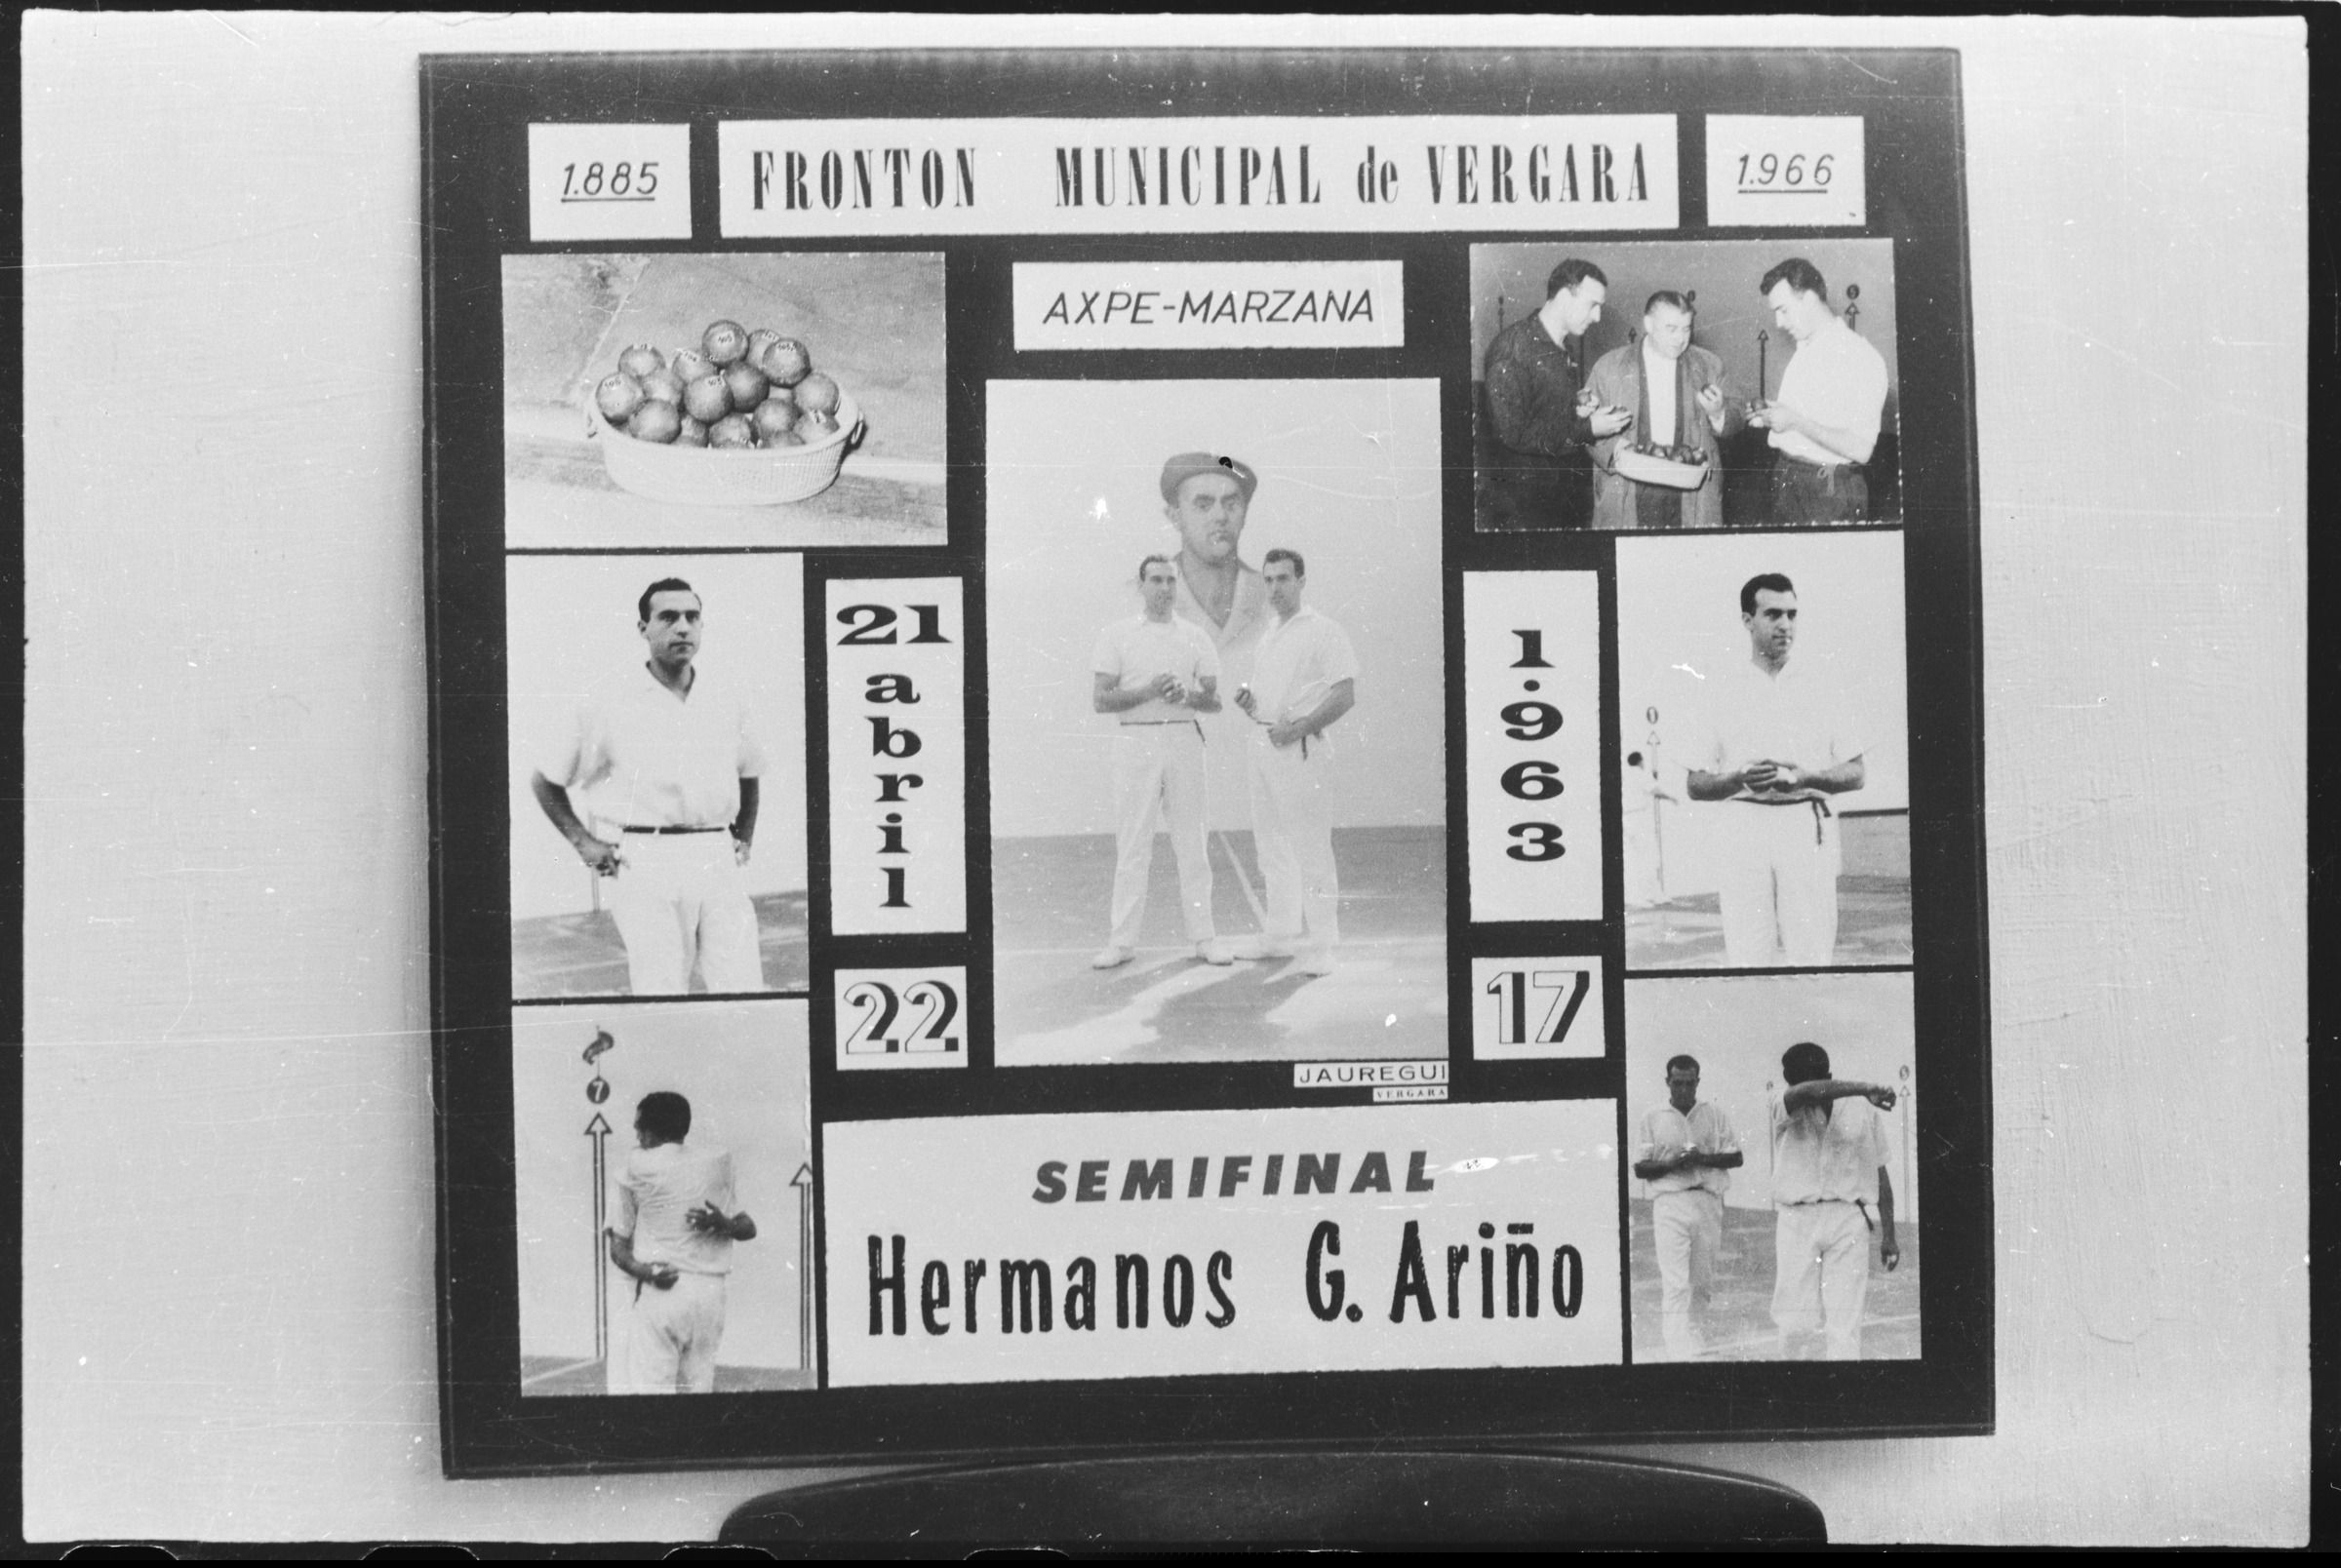 1.885
FRONTON MUNICIPAL de VERGARA
1.966
AXPE-MARZANA
21
abril
1.963
22
17
JAUREGUI
VERGARA
7
SEMIFINAL
Hermanos G. Ariño